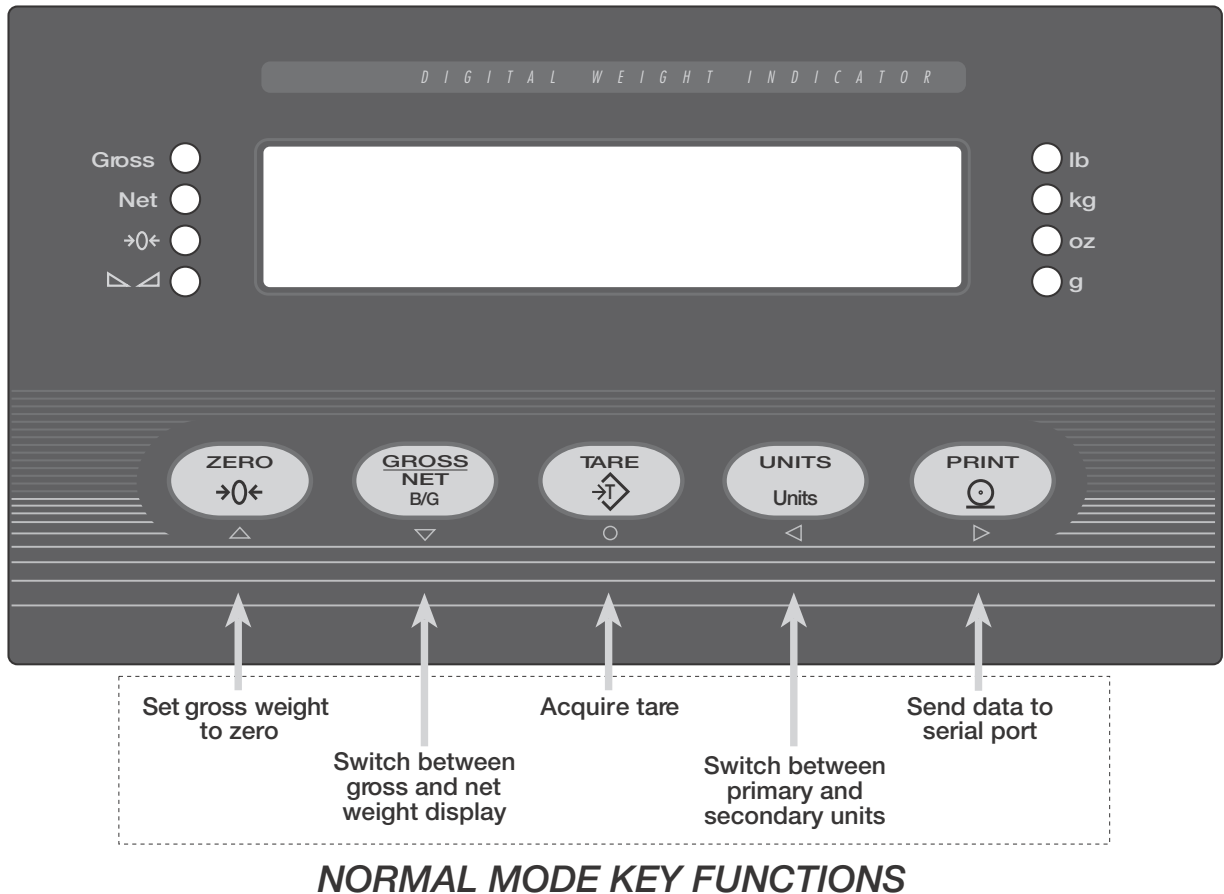 DIGITAL WEIGHT INDICATOR
Gross
Net
→0←
lb
kg
oz
g
ZERO
→0←
GROSS
NET
B/G
TARE
T
UNITS
Units
PRINT
Set gross weight
to zero
Switch between
gross and net
weight display
Acquire tare
Switch between
primary and
secondary units
Send data to
serial port
NORMAL MODE KEY FUNCTIONS